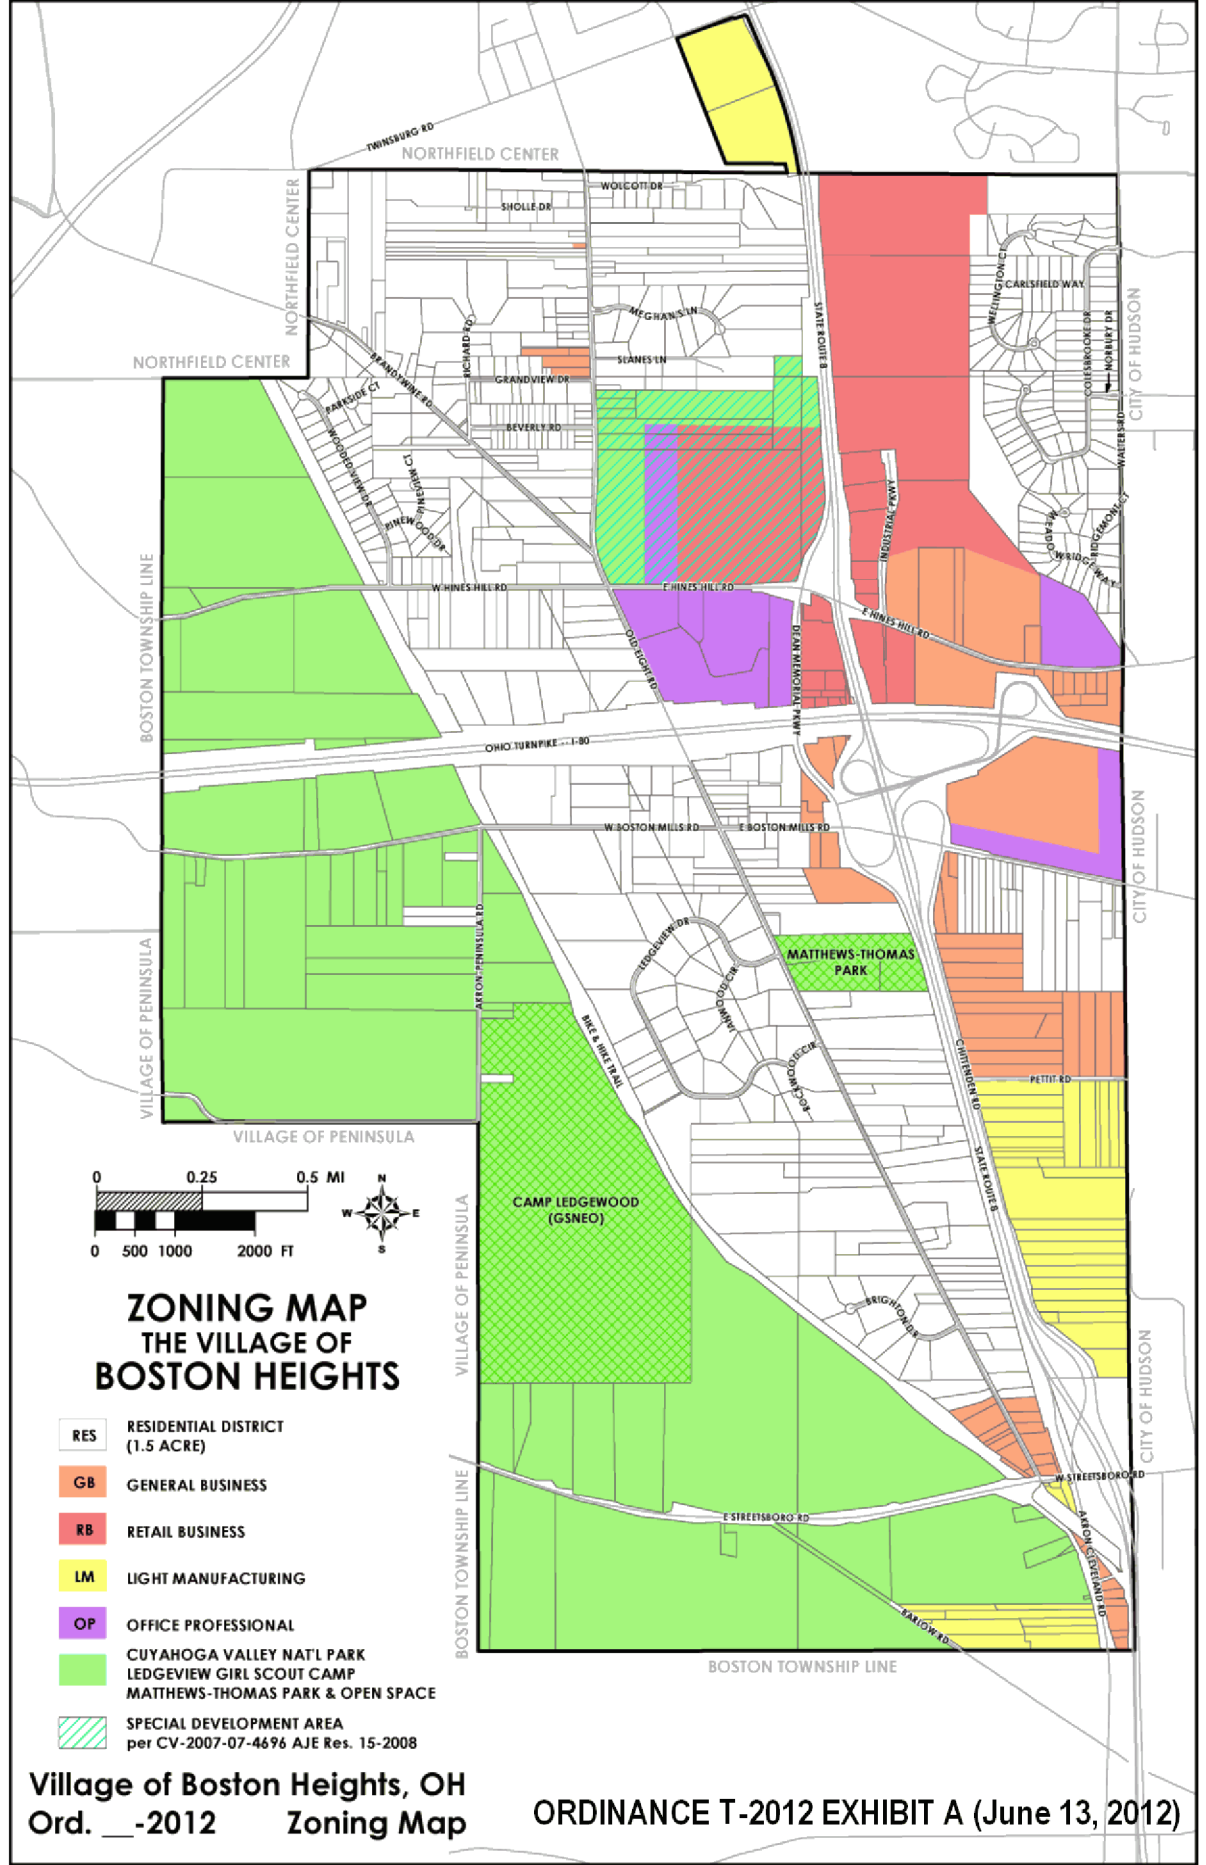 TWINSBURG RD
NORTHFIELD CENTER
WOLCOTT DR
SHOLLE DR
NORTHFIELD CENTER
CARLSFIELD WAY
WELLINGTON CT
MEGHAN'S LN
STATE ROUTE 8
COLESBROOKE DR
NORBURY DR
CITY OF HUDSON
RICHARD RD
SLANES LN
NORTHFIELD CENTER
BRANDYWINE RD
GRANDVIEW DR
PARKSIDE CT
BEVERLY RD
WALTERS RD
WOODED VIEW DR
PINEVIEW CT
PINEWOOD DR
INDUSTRIAL PKWY
RIDGEMONT CT
W RIDGE WAY
BOSTON TOWNSHIP LINE
W HINES HILL RD
E HINES HILL RD
E HINES HILL RD
OLD EIGHT RD
DEAN MEMORIAL PKWY
OHIO TURNPIKE -- I-80
W BOSTON MILLS RD
E BOSTON MILLS RD
CITY OF HUDSON
AKRON-PENINSULA RD
LEDGEVIEW DR
MATTHEWS-THOMAS
PARK
JANWOOD CIR
VILLAGE OF PENINSULA
BIKE & HIKE TRAIL
ROCKWOOD CIR
CHITTENDEN RD
PETTIT RD
VILLAGE OF PENINSULA
STATE ROUTE 8
0 0.25 0.5 MI
N
W E
S
0 500 1000 2000 FT
CAMP LEDGEWOOD
(GSNEO)
VILLAGE OF PENINSULA
BRIGHTON DR
CITY OF HUDSON
ZONING MAP
THE VILLAGE OF
BOSTON HEIGHTS
RES RESIDENTIAL DISTRICT
(1.5 ACRE)
GB GENERAL BUSINESS
RB RETAIL BUSINESS
LM LIGHT MANUFACTURING
OP OFFICE PROFESSIONAL
CUYAHOGA VALLEY NAT'L PARK
LEDGEVIEW GIRL SCOUT CAMP
MATTHEWS-THOMAS PARK & OPEN SPACE
SPECIAL DEVELOPMENT AREA
per CV-2007-07-4696 AJE Res. 15-2008
W STREETSBORO RD
E STREETSBORO RD
AKRON CLEVELAND RD
BARLOW RD
BOSTON TOWNSHIP LINE
BOSTON TOWNSHIP LINE
Village of Boston Heights, OH
Ord. __-2012 Zoning Map
ORDINANCE T-2012 EXHIBIT A (June 13, 2012)